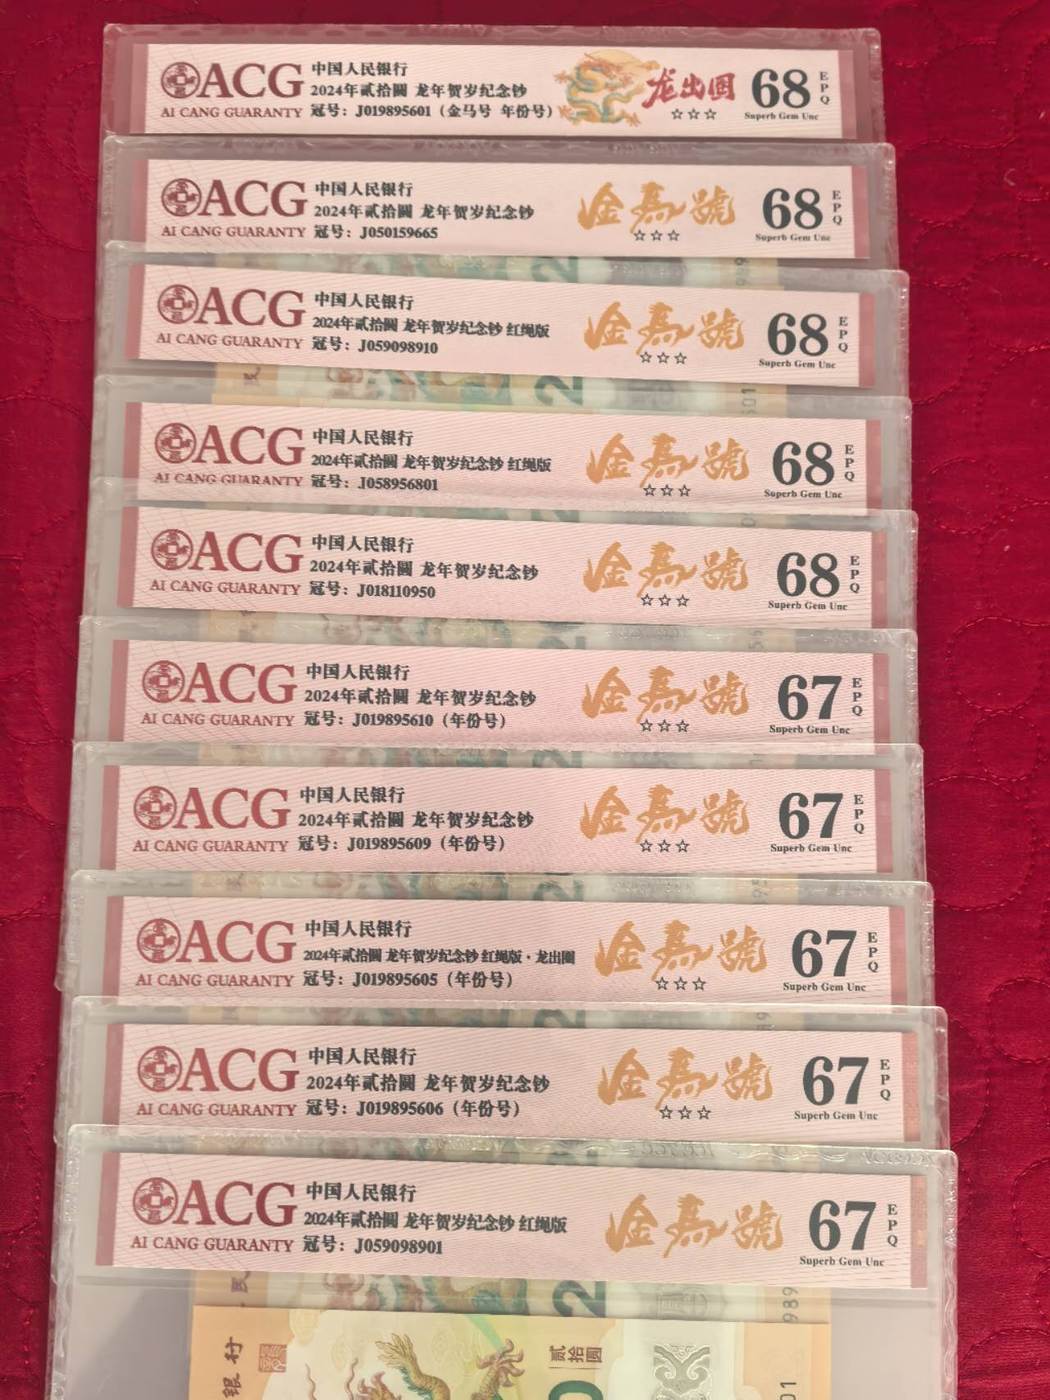 ACG 中国人民银行
AI CANG GUARANTY 2024年贰拾圆 龙年贺岁纪念钞
冠号：J019895601（金马号 年份号）
龙出圈 ☆☆☆
68 EPQ
Superb Gem Unc
ACG 中国人民银行
AI CANG GUARANTY 2024年贰拾圆 龙年贺岁纪念钞
冠号：J050159665
金馬號 ☆☆☆
68 EPQ
Superb Gem Unc
ACG 中国人民银行
AI CANG GUARANTY 2024年贰拾圆 龙年贺岁纪念钞 红绳版
冠号：J059098910
金馬號 ☆☆☆
68 EPQ
Superb Gem Unc
ACG 中国人民银行
AI CANG GUARANTY 2024年贰拾圆 龙年贺岁纪念钞 红绳版
冠号：J058956801
金馬號 ☆☆☆
68 EPQ
Superb Gem Unc
ACG 中国人民银行
AI CANG GUARANTY 2024年贰拾圆 龙年贺岁纪念钞
冠号：J018110950
金馬號 ☆☆☆
68 EPQ
Superb Gem Unc
ACG 中国人民银行
AI CANG GUARANTY 2024年贰拾圆 龙年贺岁纪念钞
冠号：J019895610（年份号）
金馬號 ☆☆☆
67 EPQ
Superb Gem Unc
ACG 中国人民银行
AI CANG GUARANTY 2024年贰拾圆 龙年贺岁纪念钞
冠号：J019895609（年份号）
金馬號 ☆☆☆
67 EPQ
Superb Gem Unc
ACG 中国人民银行
AI CANG GUARANTY 2024年贰拾圆 龙年贺岁纪念钞 红绳版·龙出圈
冠号：J019895605（年份号）
金馬號 ☆☆☆
67 EPQ
Superb Gem Unc
ACG 中国人民银行
AI CANG GUARANTY 2024年贰拾圆 龙年贺岁纪念钞
冠号：J019895606（年份号）
金馬號 ☆☆☆
67 EPQ
Superb Gem Unc
ACG 中国人民银行
AI CANG GUARANTY 2024年贰拾圆 龙年贺岁纪念钞 红绳版
冠号：J059098901
金馬號
67 EPQ
Superb Gem Unc
银行
贰拾圆